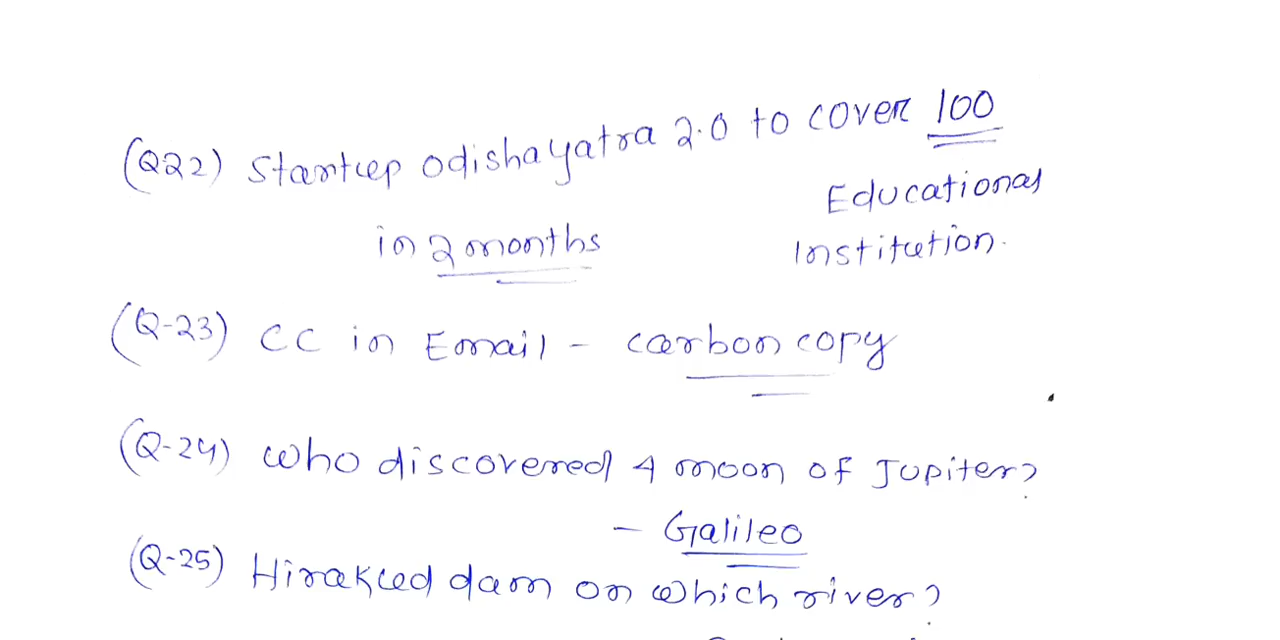 (Q22) Startup odishayatra 2.0 to cover 100
Educational
in 2 months Institution.
(Q-23) CC in Email - carbon copy
(Q-24) Who discovered 4 moon of Jupiter?
- Galileo
(Q-25) Hirakud dam on which river?